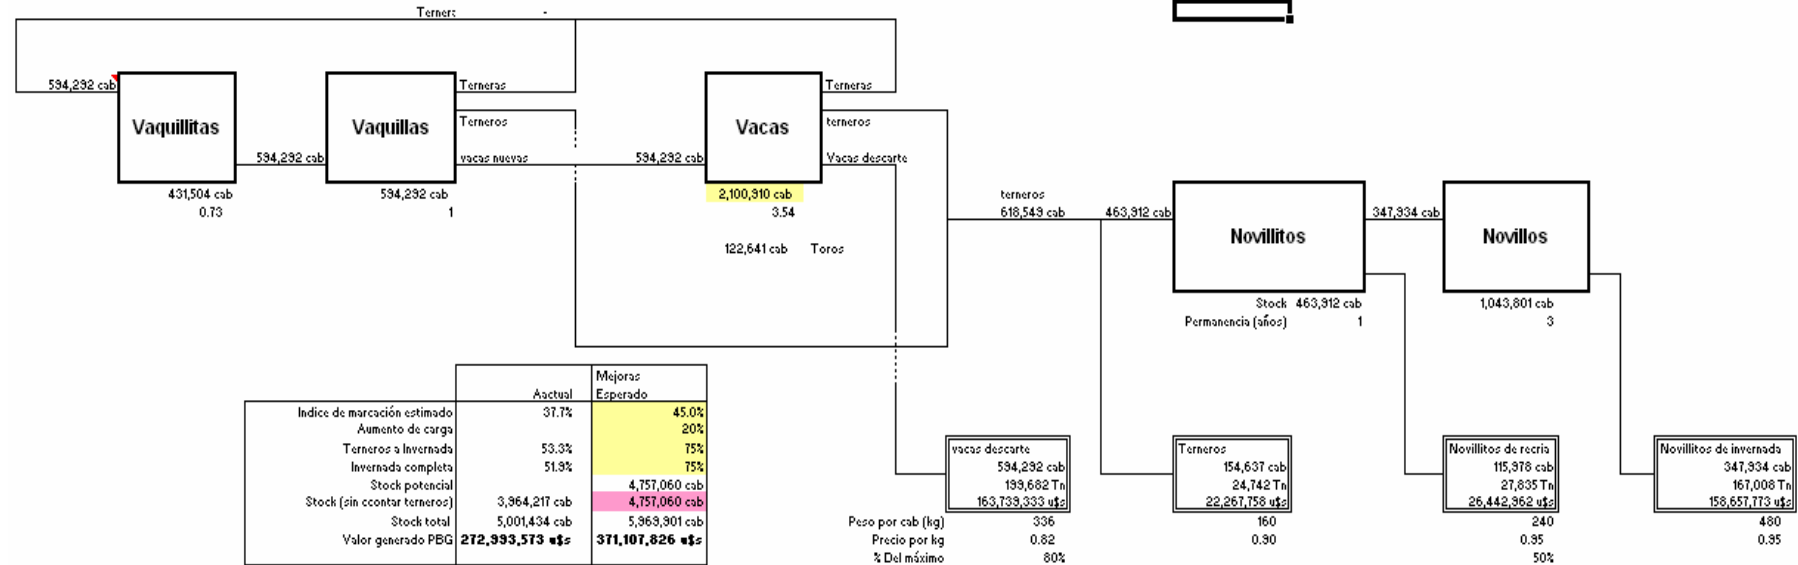 Ternera -
594,292 cab
Vaquillitas
431,504 cab
0.73
594,292 cab
Vaquillas
Terneras
Terneros
vacas nuevas
594,292 cab
1
594,292 cab
Vacas
Terneras
terneros
Vacas descarte
2,100,910 cab
3.54
122,641 cab Toros
terneros
618,549 cab
463,912 cab
Novillitos
347,934 cab
Novillos
Stock 463,912 cab
Permanencia (años) 1
1,043,801 cab
3
Mejoras
Aactual Esperado
Indice de marcación estimado 37.7% 45.0%
Aumento de carga 20%
Terneros a Invernada 53.3% 75%
Invernada completa 51.9% 75%
Stock potencial 4,757,060 cab
Stock (sin ccontar terneros) 3,964,217 cab 4,757,060 cab
Stock total 5,001,434 cab 5,969,901 cab
Valor generado PBG 272,993,573 u$s 371,107,826 u$s
vacas descarte
594,292 cab
199,682 Tn
163,739,333 u$s
Terneros
154,637 cab
24,742 Tn
22,267,758 u$s
Novillitos de recria
115,978 cab
27,835 Tn
26,442,962 u$s
Novillitos de invernada
347,934 cab
167,008 Tn
158,657,773 u$s
Peso por cab (kg) 336 160 240 480
Precio por kg 0.82 0.90 0.95 0.95
% Del máximo 80% 50%